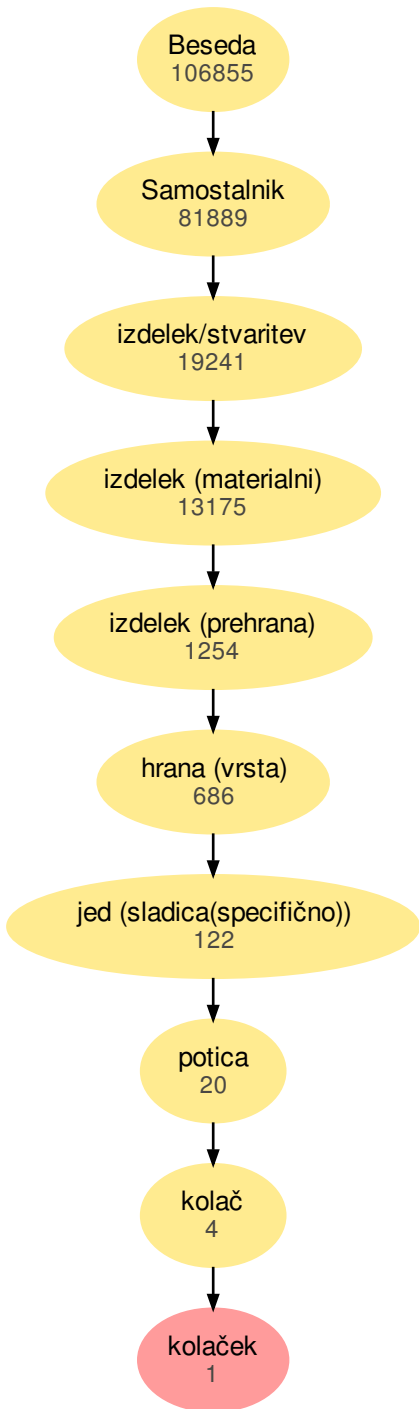 Beseda
106855
Samostalnik
81889
izdelek/stvaritev
19241
izdelek (materialni)
13175
izdelek (prehrana)
1254
hrana (vrsta)
686
jed (sladica(specifično))
122
potica
20
kolač
4
kolaček
1